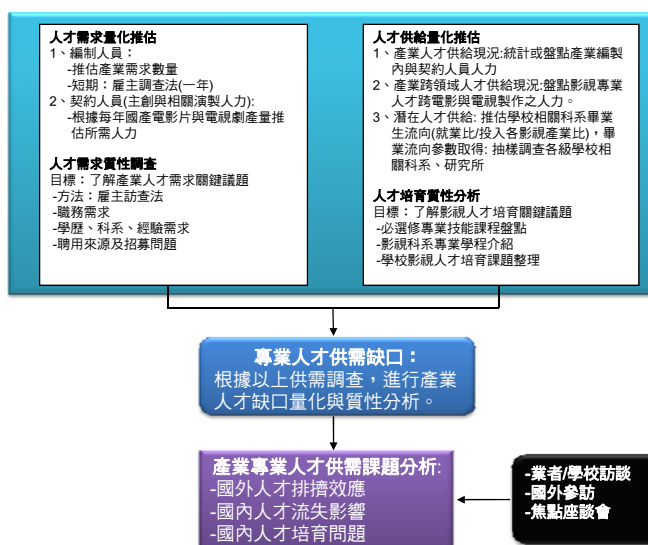 人才需求量化推估
1、編制人員：
-推估產業需求數量
-短期：雇主調查法(一年)
2、契約人員(主創與相關演製人力):
-根據每年國產電影片與電視劇產量推
估所需人力
人才需求質性調查
目標：了解產業人才需求關鍵議題
-方法：雇主訪查法
-職務需求
-學歷、科系、經驗需求
-聘用來源及招募問題
人才供給量化推估
1、產業人才供給現況:統計或盤點產業編製
內與契約人員人力
2、產業跨領域人才供給現況:盤點影視專業
人才跨電影與電視製作之人力。
3、潛在人才供給: 推估學校相關科系畢業
生流向(就業比/投入各影視產業比)，畢
業流向參數取得: 抽樣調查各級學校相
關科系、研究所
人才培育質性分析
目標：了解影視人才培育關鍵議題
-必選修專業技能課程盤點
-影視科系專業學程介紹
-學校影視人才培育課題整理
專業人才供需缺口：
根據以上供需調查，進行產業
人才缺口量化與質性分析。
產業專業人才供需課題分析:
-國外人才排擠效應
-國內人才流失影響
-國內人才培育問題
-業者/學校訪談
-國外參訪
-焦點座談會